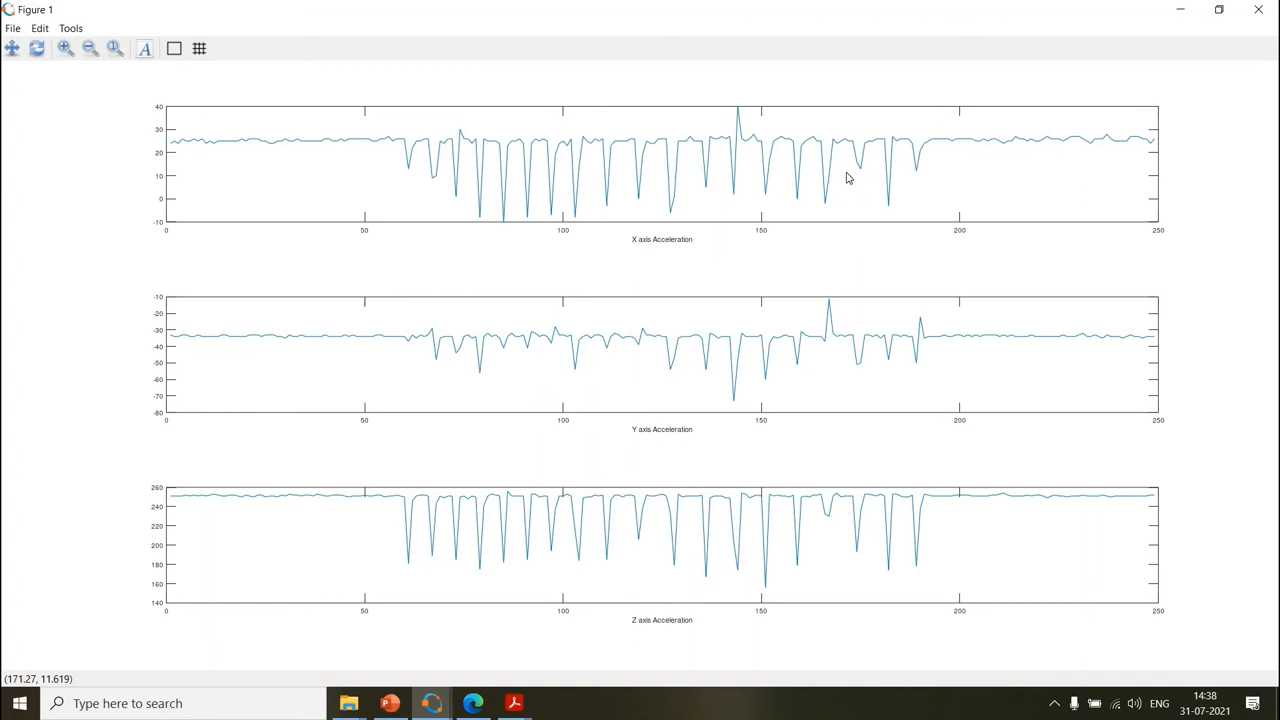 Figure 1
File Edit Tools
A
40
30
20
10
0
-10
0 50 100 150 200 250
X axis Acceleration
-10
-20
-30
-40
-50
-60
-70
-80
0 50 100 150 200 250
Y axis Acceleration
260
240
220
200
180
160
140
0 50 100 150 200 250
Z axis Acceleration
(171.27, 11.619)
Type here to search
ENG
14:38
31-07-2021